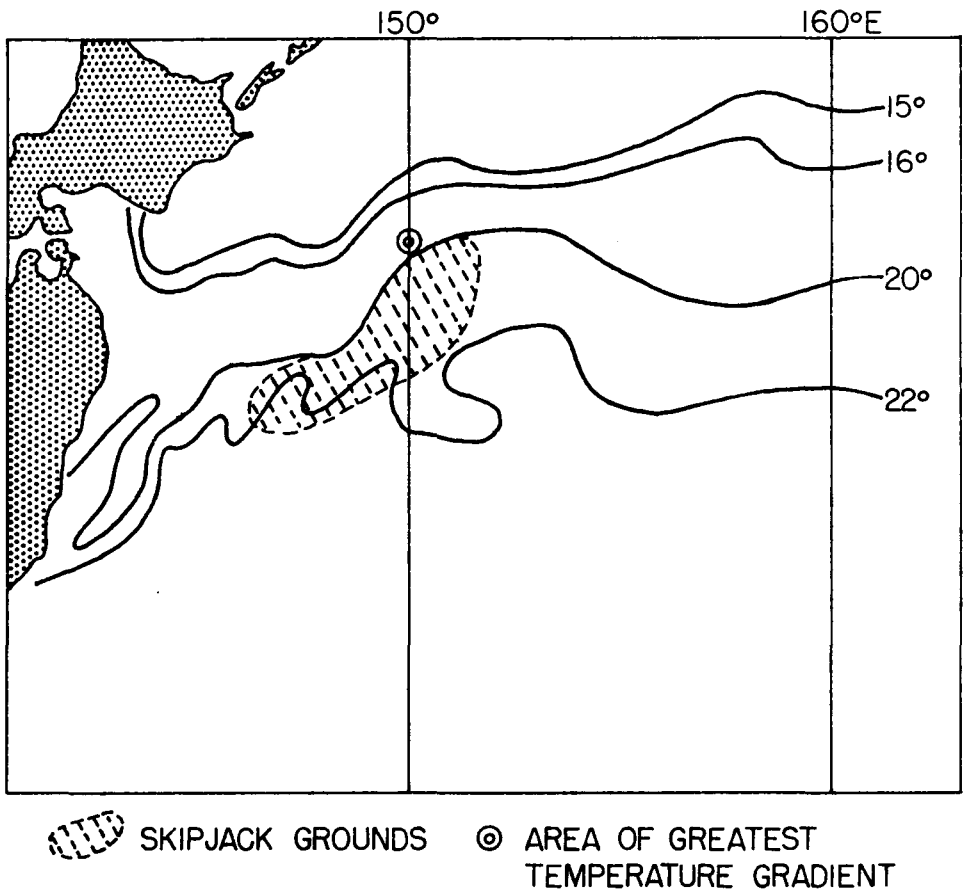 150° 160°E
15°
16°
20°
22°
SKIPJACK GROUNDS
AREA OF GREATEST
TEMPERATURE GRADIENT